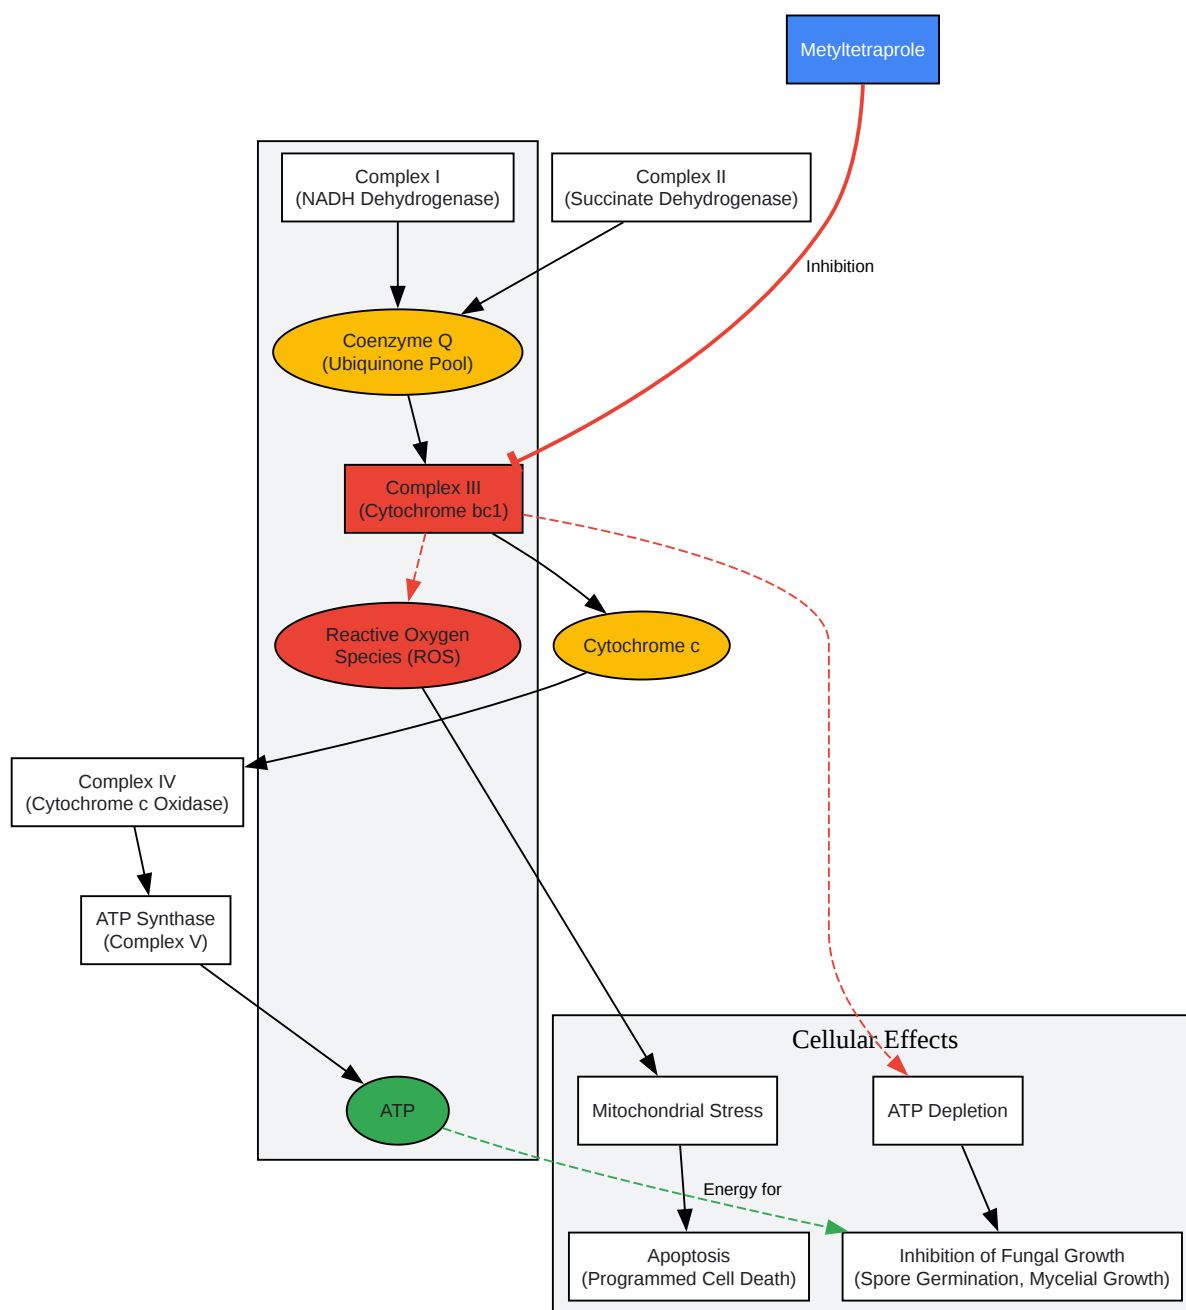 Metyltetraprole
Complex I
(NADH Dehydrogenase)
Complex II
(Succinate Dehydrogenase)
Inhibition
Coenzyme Q
(Ubiquinone Pool)
Complex III
(Cytochrome bc1)
Reactive Oxygen
Species (ROS)
Cytochrome c
Complex IV
(Cytochrome c Oxidase)
ATP Synthase
(Complex V)
Cellular Effects
ATP
Mitochondrial Stress
ATP Depletion
Energy for
Apoptosis
(Programmed Cell Death)
Inhibition of Fungal Growth
(Spore Germination, Mycelial Growth)